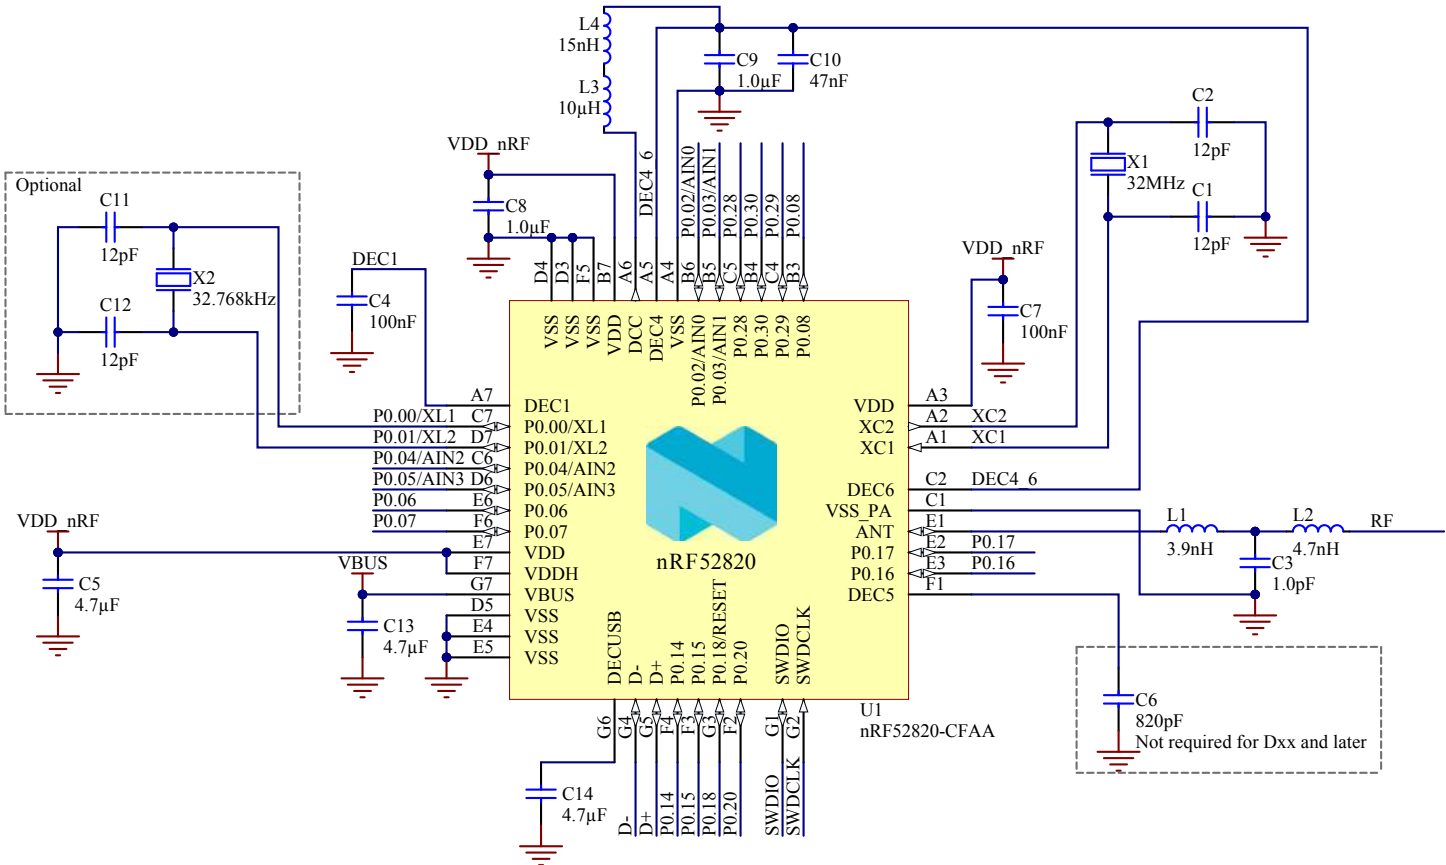 L4
15nH
L3
10µH
C9
1.0µF
C10
47nF
VDD_nRF
C8
1.0µF
DEC4_6
P0.02/AIN0
P0.03/AIN1
P0.28
P0.30
P0.29
P0.08
D4
D3
F5
B7
A6
A5
A4
B6
B5
C5
B4
C4
B3
C2
12pF
X1
32MHz
C1
12pF
Optional
C11
12pF
X2
32.768kHz
C12
12pF
DEC1
C4
100nF
VDD_nRF
C7
100nF
VSS
VSS
VSS
VDD
DCC
DEC4
VSS
P0.02/AIN0
P0.03/AIN1
P0.28
P0.30
P0.29
P0.08
A7
DEC1
P0.00/XL1
C7
P0.00/XL1
P0.01/XL2
D7
P0.01/XL2
P0.04/AIN2
C6
P0.04/AIN2
P0.05/AIN3
D6
P0.05/AIN3
P0.06
E6
P0.06
P0.07
F6
P0.07
E7
VDD
F7
VDDH
G7
VBUS
D5
VSS
E4
VSS
E5
VSS
VDD_nRF
C5
4.7µF
VBUS
C13
4.7µF
nRF52820
VDD
A3
XC2
A2
XC2
XC1
A1
XC1
DEC6
C2
DEC4_6
VSS_PA
C1
ANT
E1
P0.17
E2
P0.17
P0.16
E3
P0.16
DEC5
F1
L1
3.9nH
L2
4.7nH
RF
C3
1.0pF
DECUSB
D-
D+
P0.14
P0.15
P0.18/RESET
P0.20
SWDIO
SWDCLK
G6
G4
G5
F4
F3
G3
F2
G1
G2
D-
D+
P0.14
P0.15
P0.18
P0.20
SWDIO
SWDCLK
U1
nRF52820-CFAA
C14
4.7µF
C6
820pF
Not required for Dxx and later